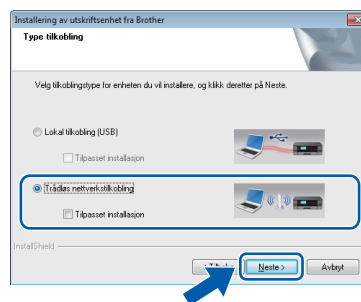 Installering av utskriftsenhet fra Brother
Type tilkobling
Velg tilkoblingstype for enheten du vil installere, og klikk deretter på Neste.
Lokal tilkobling (USB)
Tilpasset installasjon
Trådløs nettverkstilkobling
Tilpasset installasjon
InstallShield
Neste > Avbryt